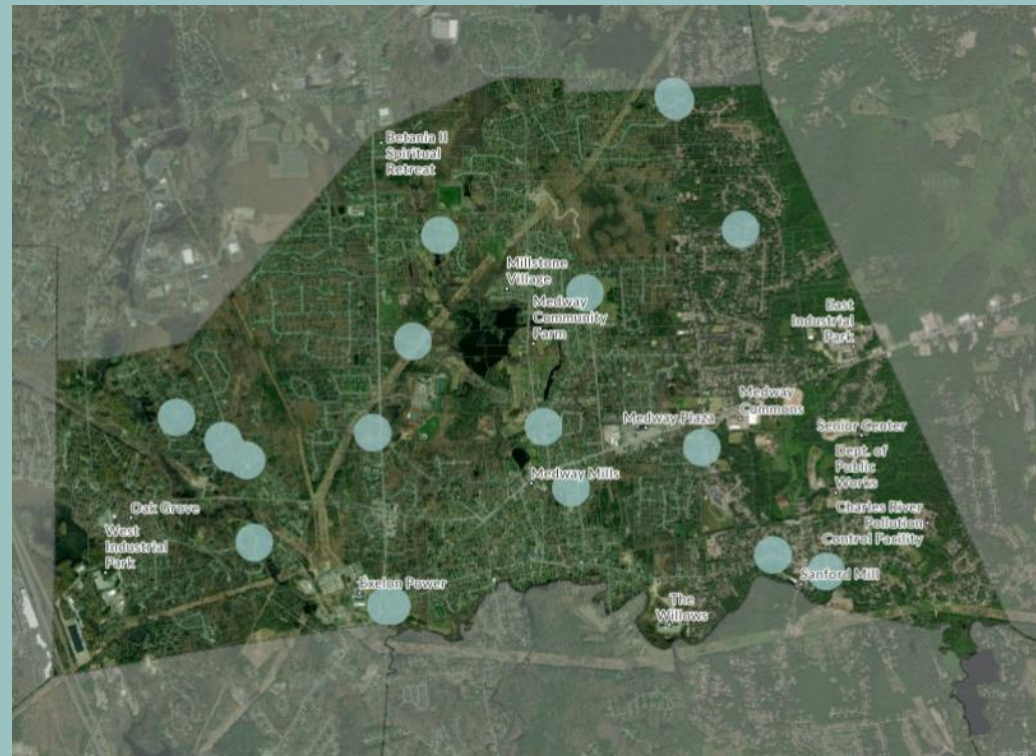 Betania II
Spiritual
Retreat
Millstone
Village
Medway
Community
Farm
East
Industrial
Park
Medway
Commons
Medway Plaza
Senior Center
Dept. of
Public
Works
Medway Mills
Charles River
Pollution
Control Facility
Oak Grove
West
Industrial
Park
Exelon Power
Sanford Mill
The
Willows